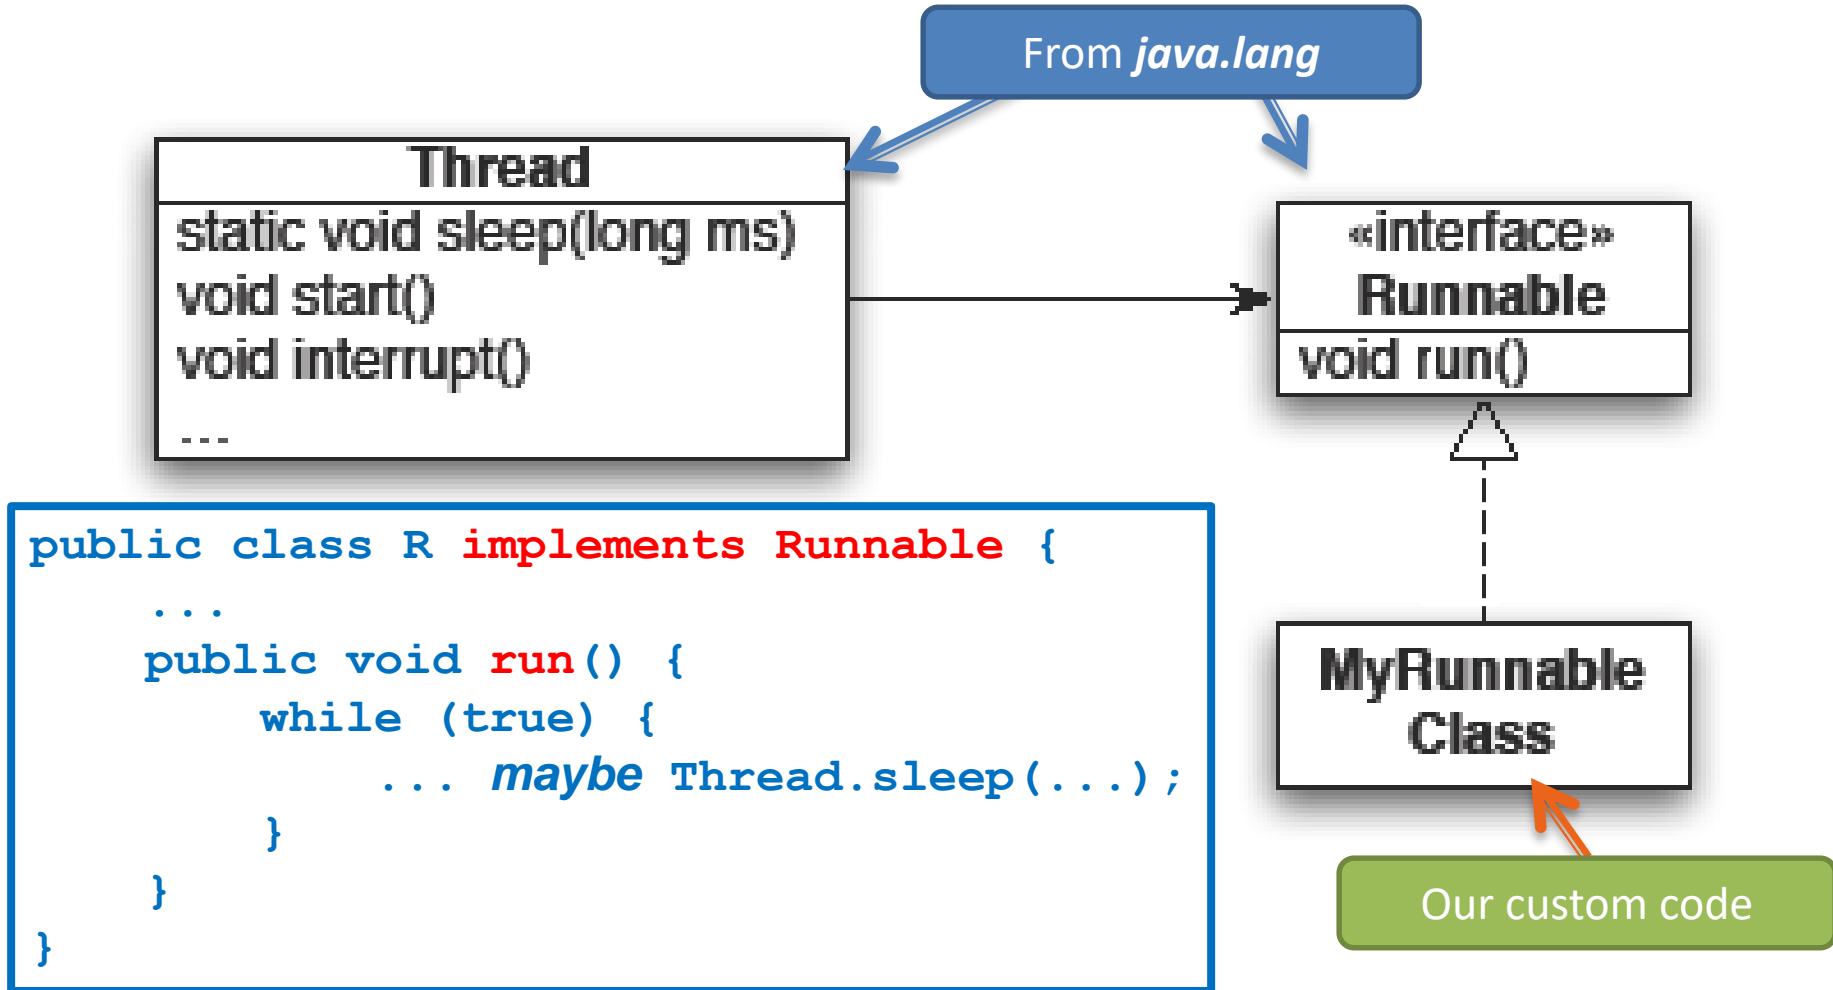 From java.lang
Thread
static void sleep(long ms)
void start()
void interrupt()
...
«interface»
Runnable
void run()
MyRunnable
Class
Our custom code
public class R implements Runnable {
...
public void run() {
while (true) {
... maybe Thread.sleep(...);
}
}
}